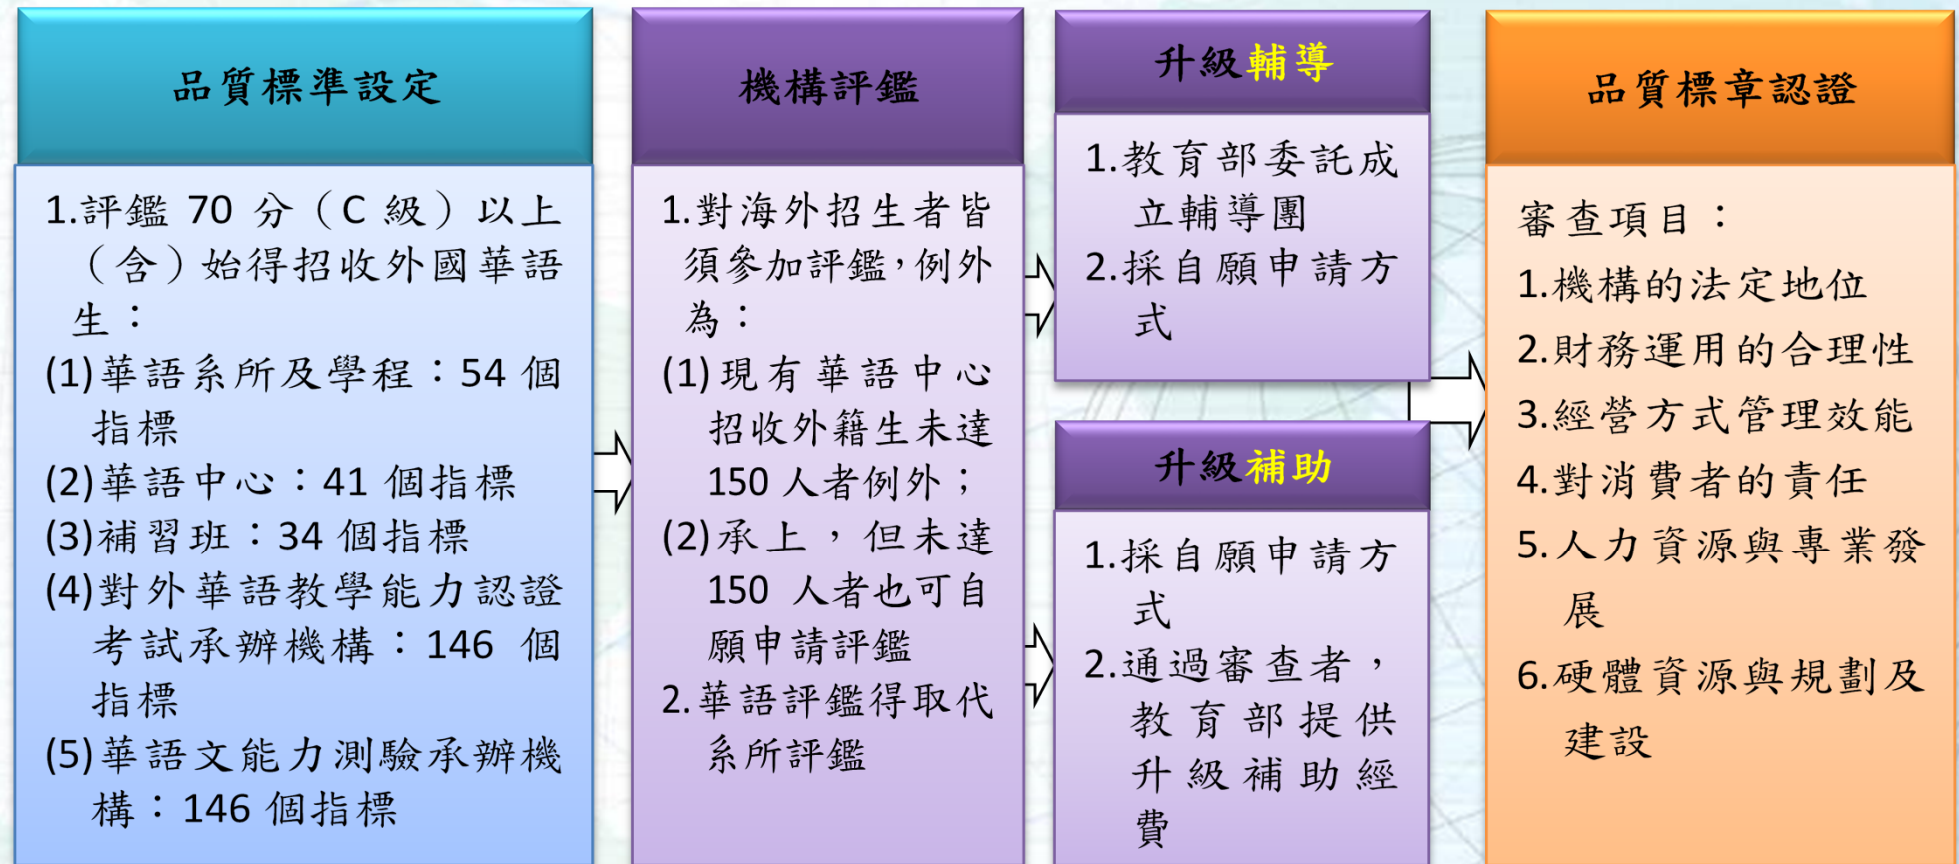 品質標準設定
1.評鑑 70 分（C 級）以上
（含）始得招收外國華語
生：
(1)華語系所及學程：54 個
指標
(2)華語中心：41 個指標
(3)補習班：34 個指標
(4)對外華語教學能力認證
考試承辦機構：146 個
指標
(5)華語文能力測驗承辦機
構：146 個指標
機構評鑑
1.對海外招生者皆
須參加評鑑，例外
為：
(1)現有華語中心
招收外籍生未達
150 人者例外；
(2)承上，但未達
150 人者也可自
願申請評鑑
2.華語評鑑得取代
系所評鑑
升級輔導
1.教育部委託成
立輔導團
2.採自願申請方
式
升級補助
1.採自願申請方
式
2.通過審查者，
教育部提供
升級補助經
費
品質標章認證
審查項目：
1.機構的法定地位
2.財務運用的合理性
3.經營方式管理效能
4.對消費者的責任
5.人力資源與專業發
展
6.硬體資源與規劃及
建設